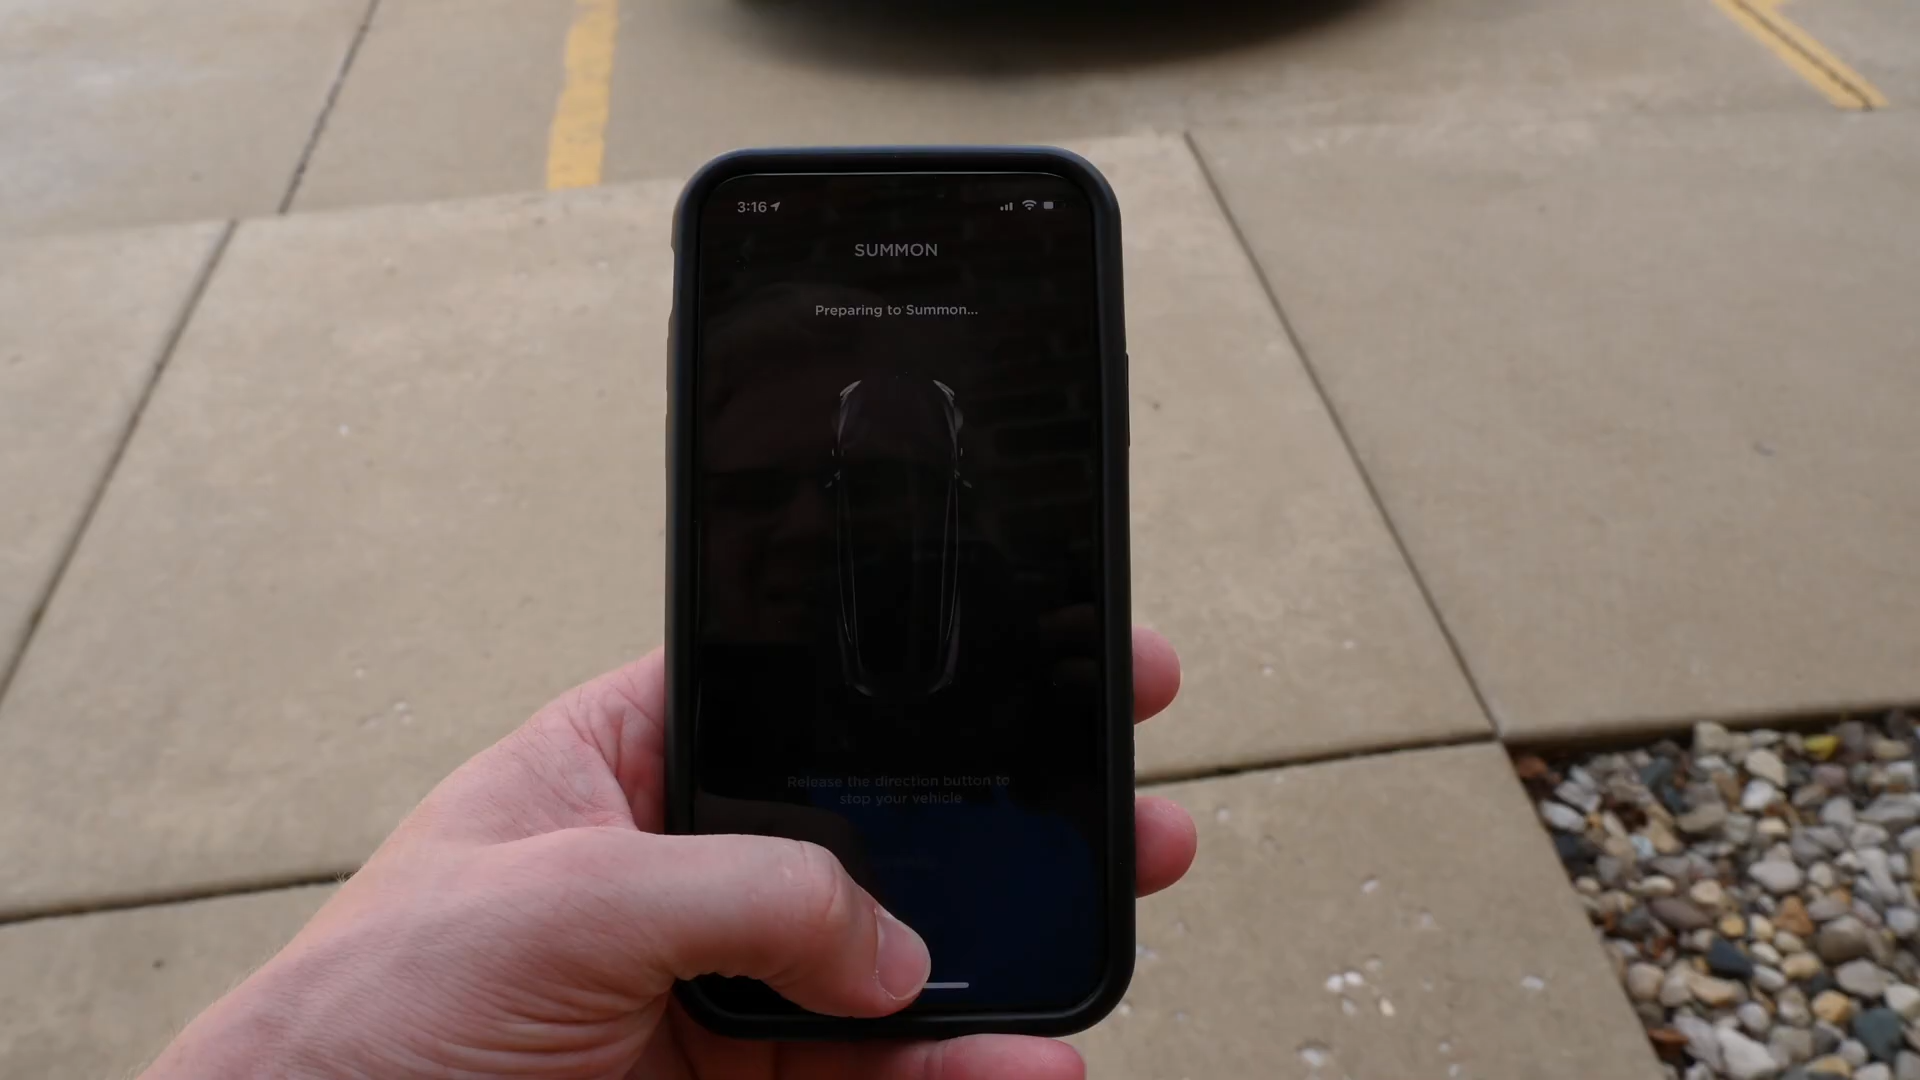 3:16
SUMMON
Preparing to Summon...
Release the direction button to
stop your vehicle